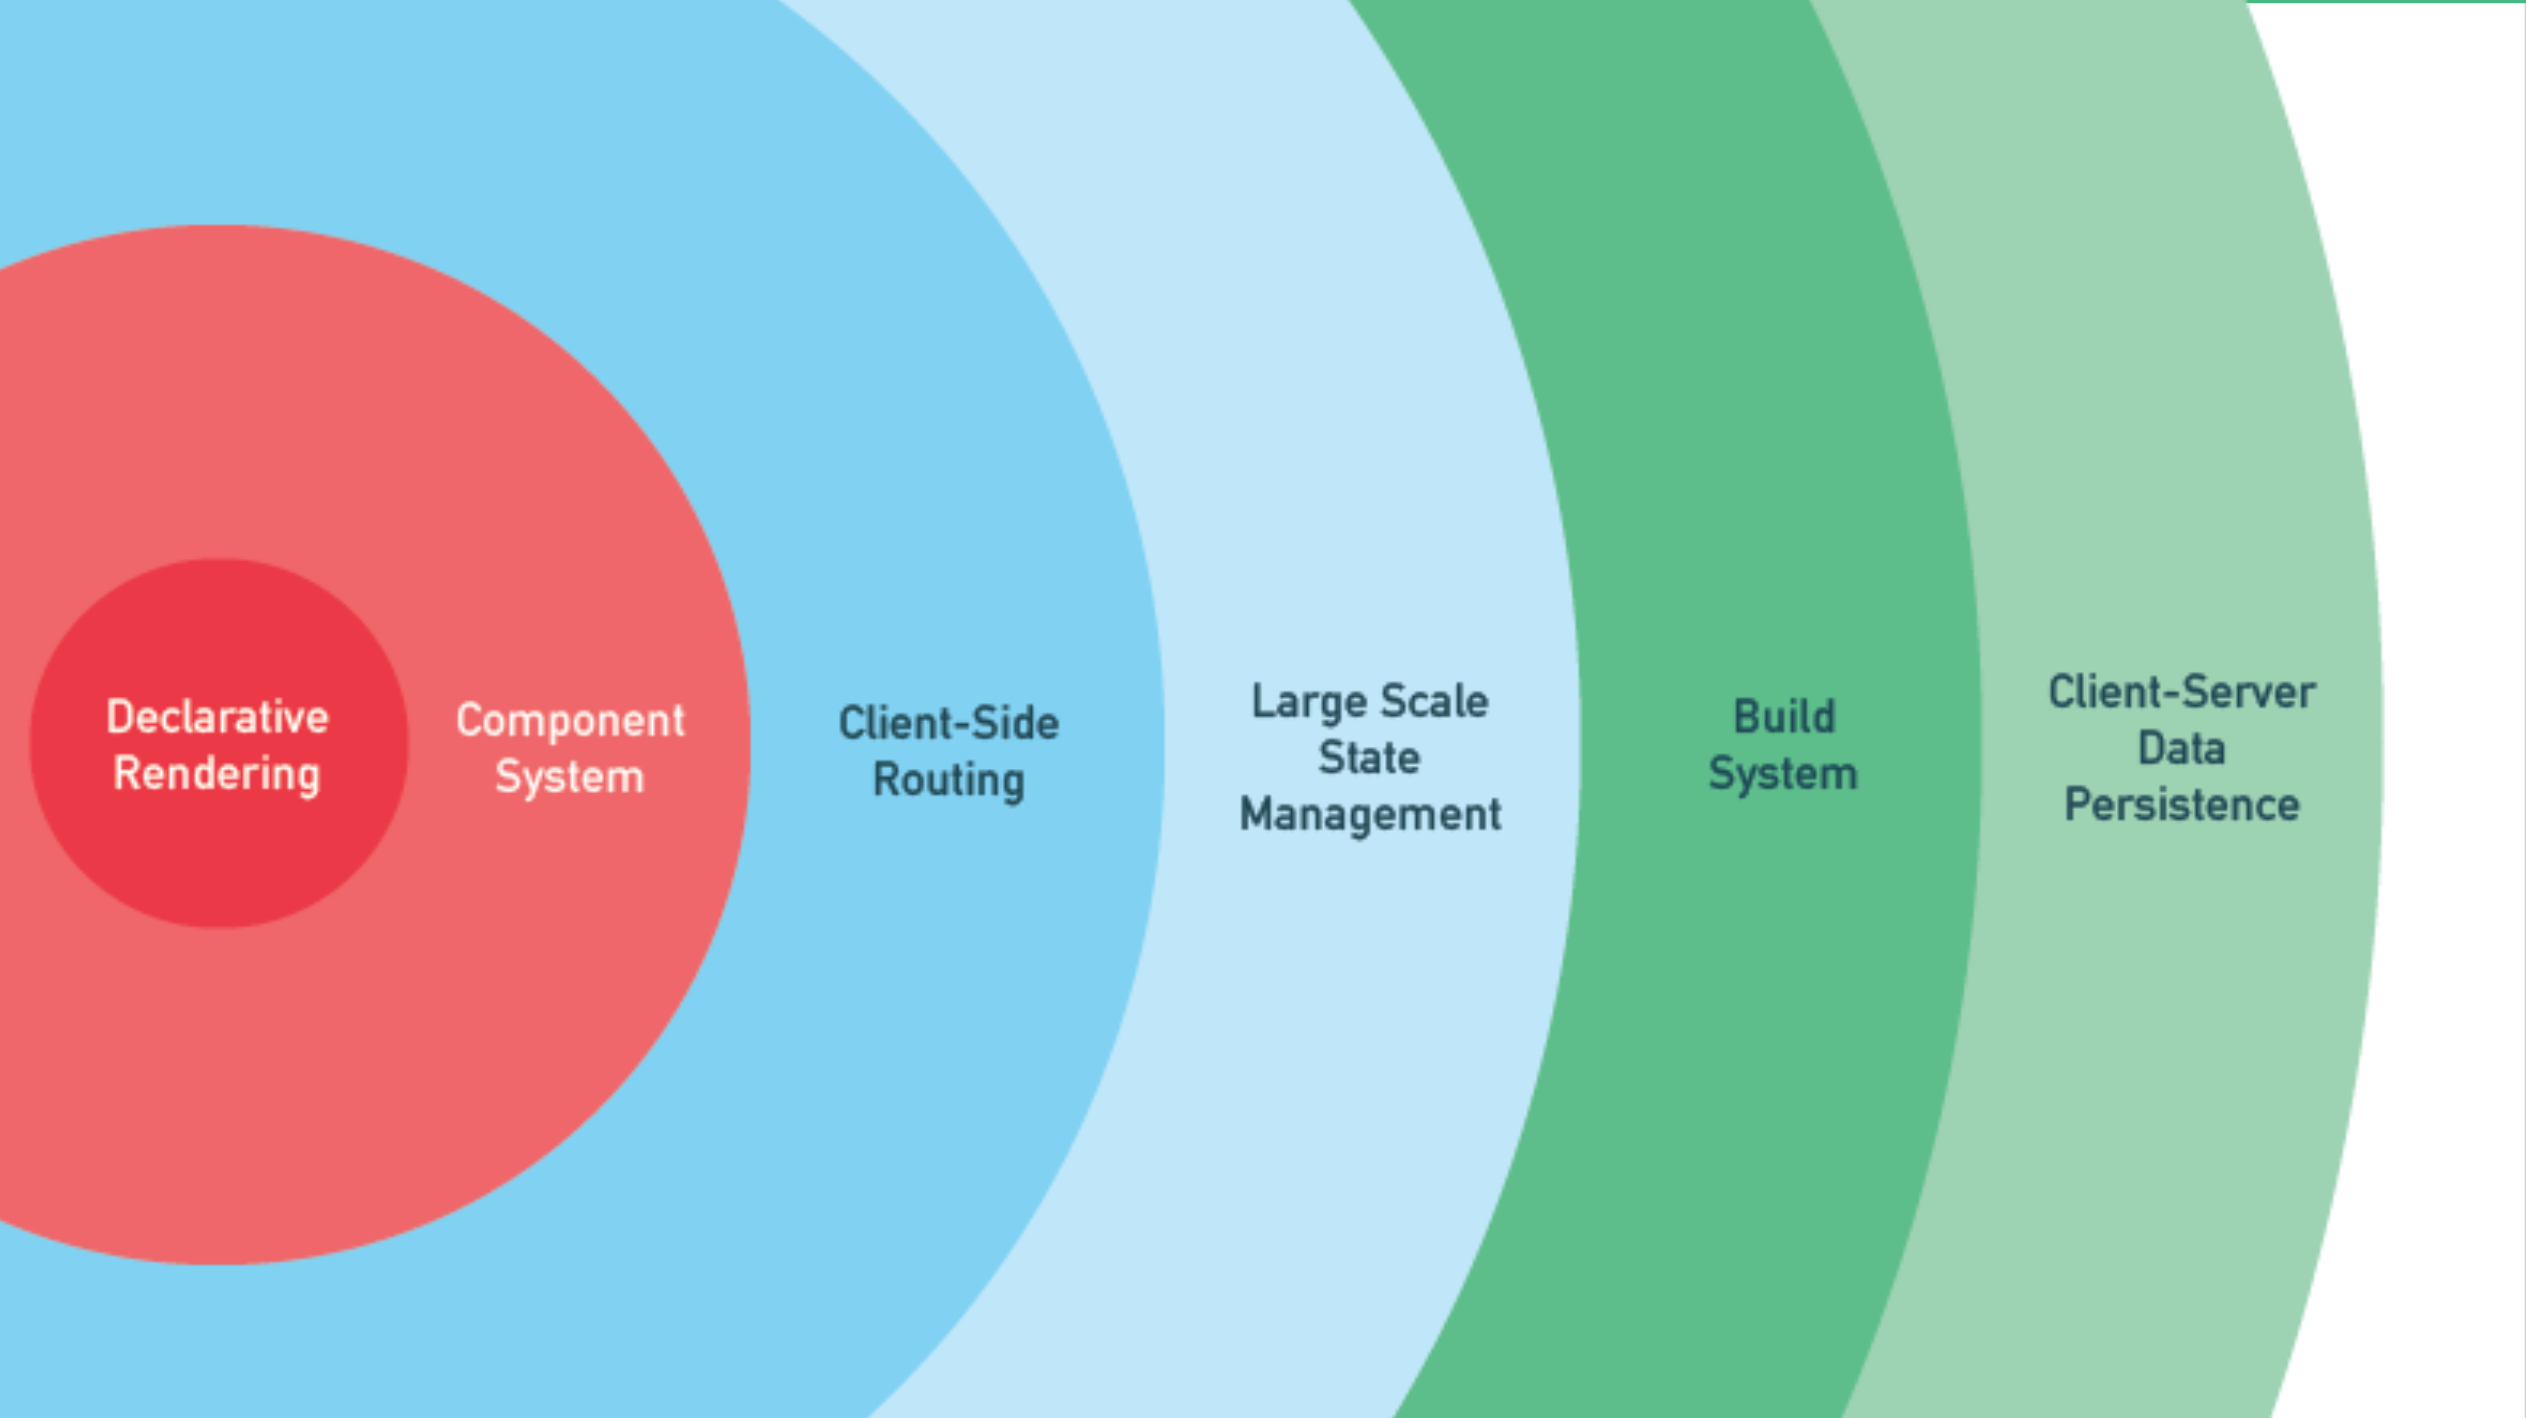 Declarative
Rendering
Component
System
Client-Side
Routing
Large Scale
State
Management
Build
System
Client-Server
Data
Persistence